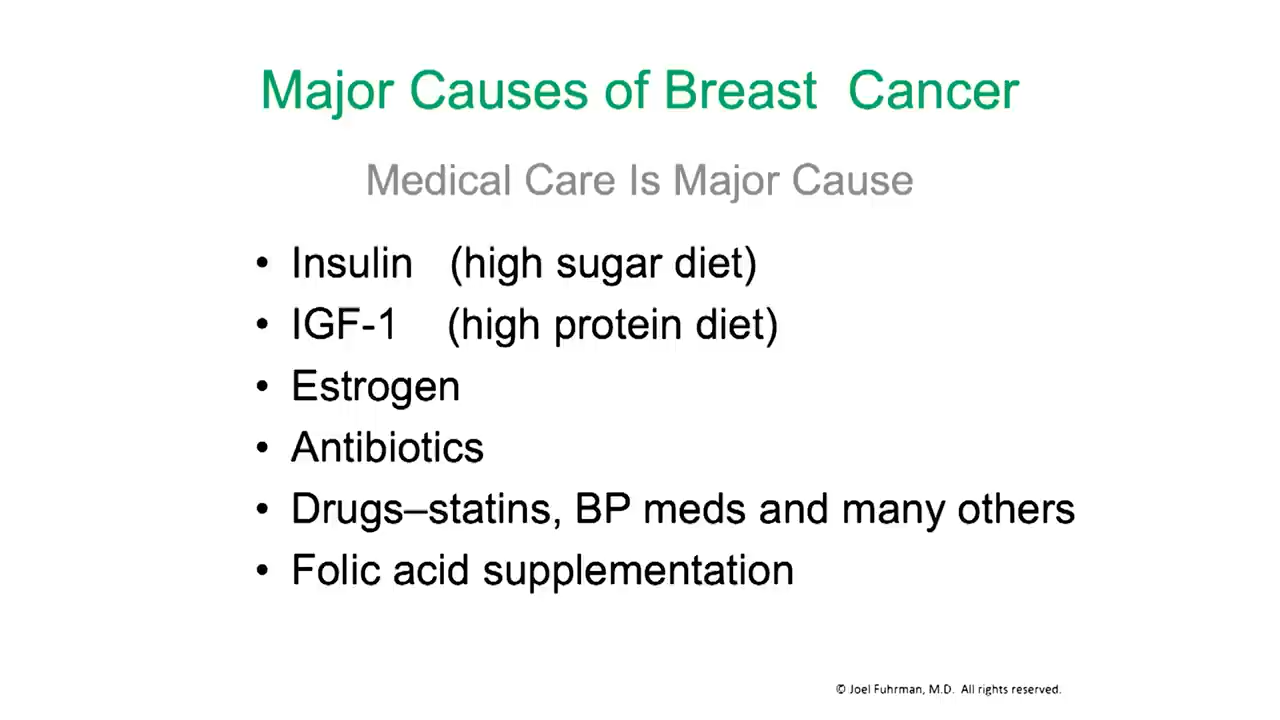 Major Causes of Breast  Cancer
Medical Care Is Major Cause
• Insulin   (high sugar diet)
• IGF-1    (high protein diet)
• Estrogen
• Antibiotics
• Drugs–statins, BP meds and many others
• Folic acid supplementation
© Joel Fuhrman, M.D.  All rights reserved.